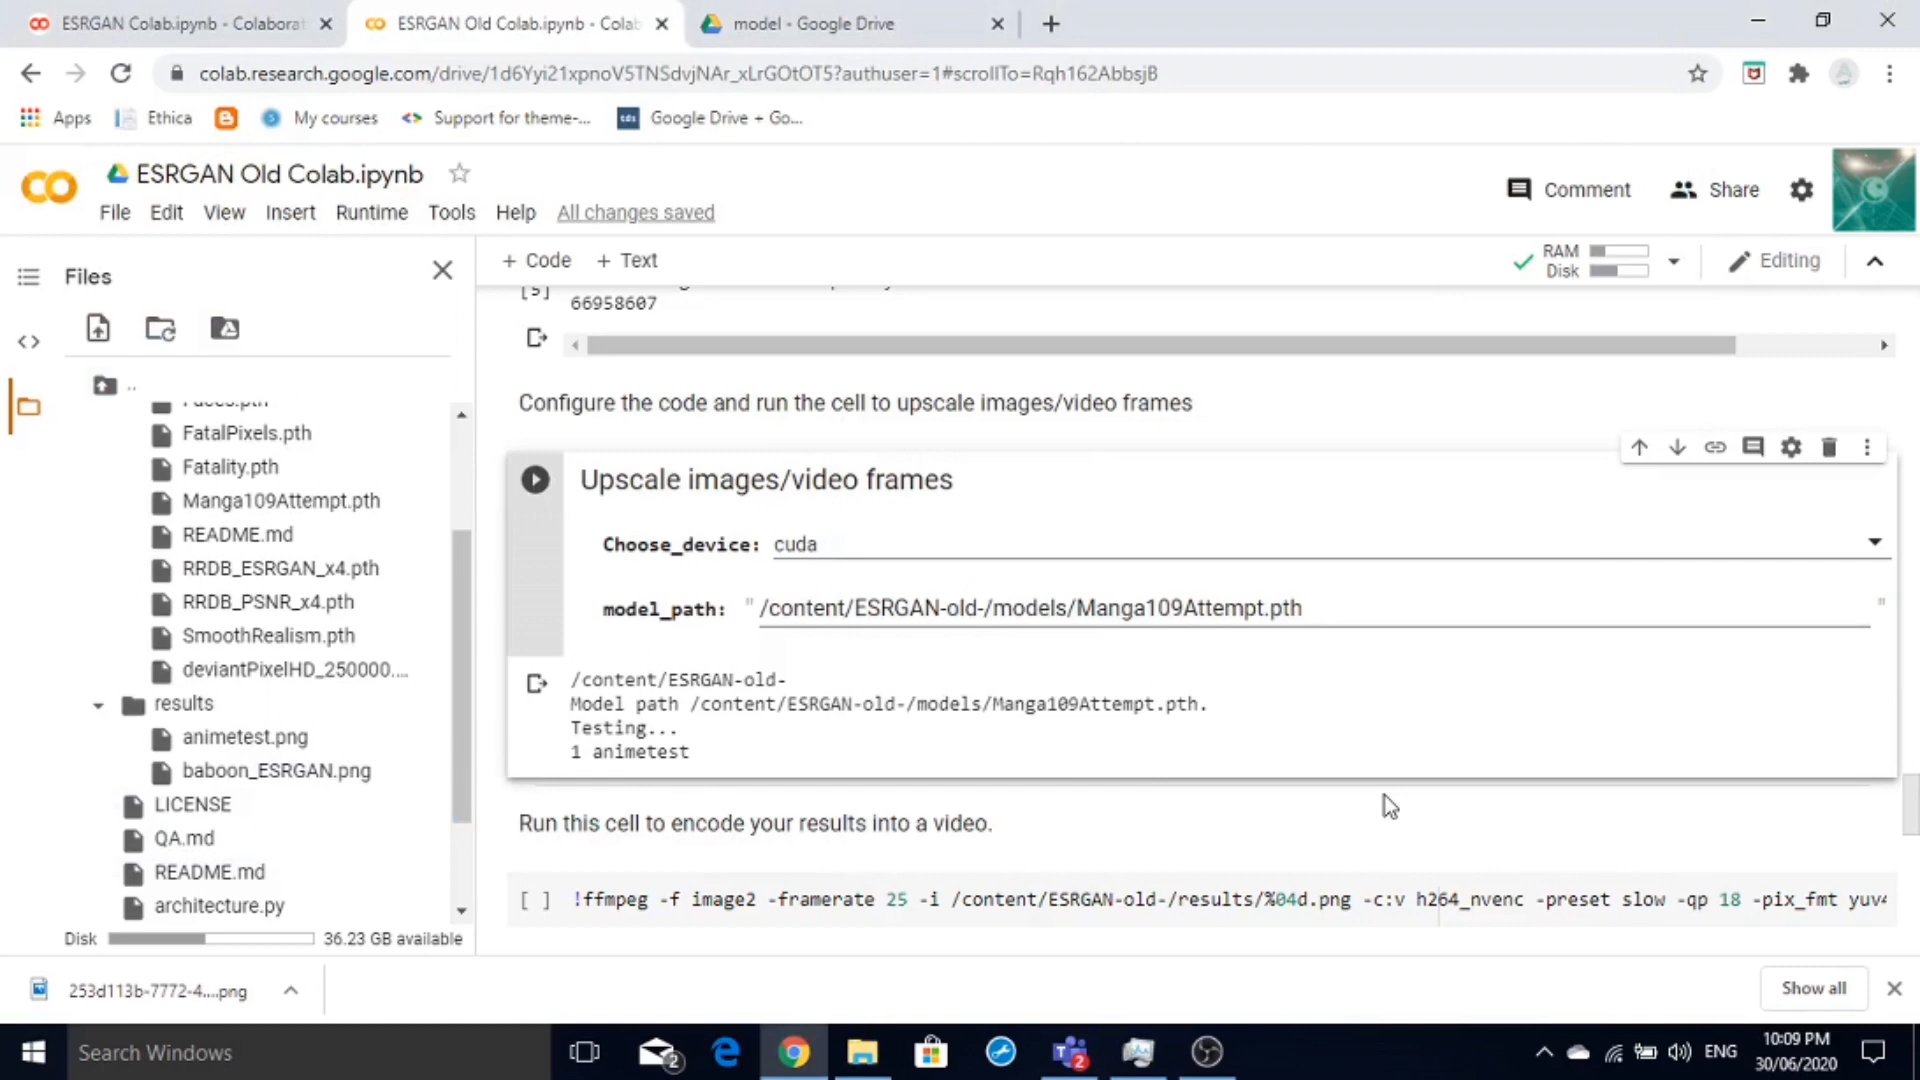 ESRGAN Colab.ipynb - Colaborat
ESRGAN Old Colab.ipynb - Colab
model - Google Drive
colab.research.google.com/drive/1d6Yyi21xpnoV5TNSdvjNAr_xLrGOtOT5?authuser=1#scrollTo=Rqh162AbbsjB
Apps
Ethica
My courses
Support for theme-...
tds
Google Drive + Go...
ESRGAN Old Colab.ipynb
File Edit View Insert Runtime Tools Help All changes saved
Comment
Share
Files
+ Code + Text
RAM
Disk
Editing
..
FatalPixels.pth
Fatality.pth
Manga109Attempt.pth
README.md
RRDB_ESRGAN_x4.pth
RRDB_PSNR_x4.pth
SmoothRealism.pth
deviantPixelHD_250000....
results
animetest.png
baboon_ESRGAN.png
LICENSE
QA.md
README.md
architecture.py
Disk
36.23 GB available
[5]
66958607
Configure the code and run the cell to upscale images/video frames
Upscale images/video frames
Choose_device: cuda
model_path: "/content/ESRGAN-old-/models/Manga109Attempt.pth"
/content/ESRGAN-old-
Model path /content/ESRGAN-old-/models/Manga109Attempt.pth.
Testing...
1 animetest
Run this cell to encode your results into a video.
[ ] !ffmpeg -f image2 -framerate 25 -i /content/ESRGAN-old-/results/%04d.png -c:v h264_nvenc -preset slow -qp 18 -pix_fmt yuv4
253d113b-7772-4....png
Show all
Search Windows
2
2
ENG
10:09 PM
30/06/2020